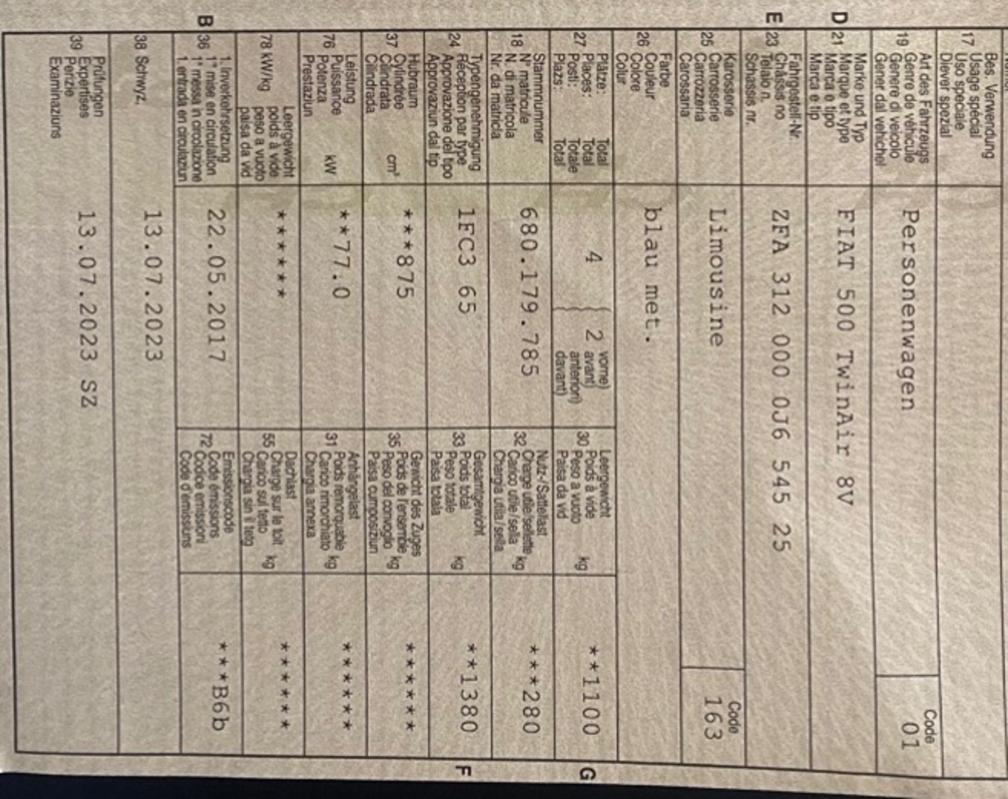 17 Bes. Verwendung
Usage spécial
Uso speciale
Diever spezial
19 Art des Fahrzeugs
Genre de véhicule
Genere di veicolo
Gener dal vehichel
Personenwagen
Code
01
D 21 Marke und Typ
Marque et type
Marca e tipo
Marca e tip
FIAT 500 TwinAir 8V
E 23 Fahrgestell-Nr.
Châssis no
Telaio n.
Schassis nr.
ZFA 312 000 0J6 545 25
25 Karosserie
Carrosserie
Carrozzeria
Carossaria
Limousine
Code
163
26 Farbe
Couleur
Colore
Colur
blau met.
27 Plätze: Total
Places: Total
Posti: Totale
Plazs: Total
4 { 2 vorne)
avant)
anteriori)
davant)
30 Leergewicht
Poids à vide
Peso a vuoto
Paisa da vid
kg
**1100 G
18 Stammnummer
N° matricule
N. di matricola
Nr. da matricla
680.179.785
32 Nutz-/Sattellast
Charge utile/sellette
Carico utile/sella kg
Chargia utila/sella
***280
24 Typengenehmigung
Réception par type
Approvazione del tipo
Approvaziun dal tip
1FC3 65
33 Gesamtgewicht
Poids total
Peso totale
Paisa totala
kg
**1380 F
37 Hubraum
Cylindrée
Cilindrata
Cilindrada
cm³
***875
35 Gewicht des Zuges
Poids de l'ensemble
Peso del convoglio kg
Paisa cumposiziun
******
76 Leistung
Puissance
Potenza
Prestaziun
kW
**77.0
31 Anhängelast
Poids remorquable
Carico rimorchiato kg
Chargia annexa
******
78 kW/kg Leergewicht
poids à vide
peso a vuoto
paisa da vid
******
55 Dachlast
Charge sur le toit
Carico sul tetto kg
Chargia sin il tetg
******
B 36 1. Inverkehrsetzung
1re mise en circulation
1a messa in circolazione
1. entrada en circulaziun
22.05.2017
72 Emissionscode
Code émissions
Codice emissioni
Code d'emissiuns
***B6b
38 Schwyz, 13.07.2023
39 Prüfungen
Expertises
Perizie
Examinaziuns
13.07.2023 SZ